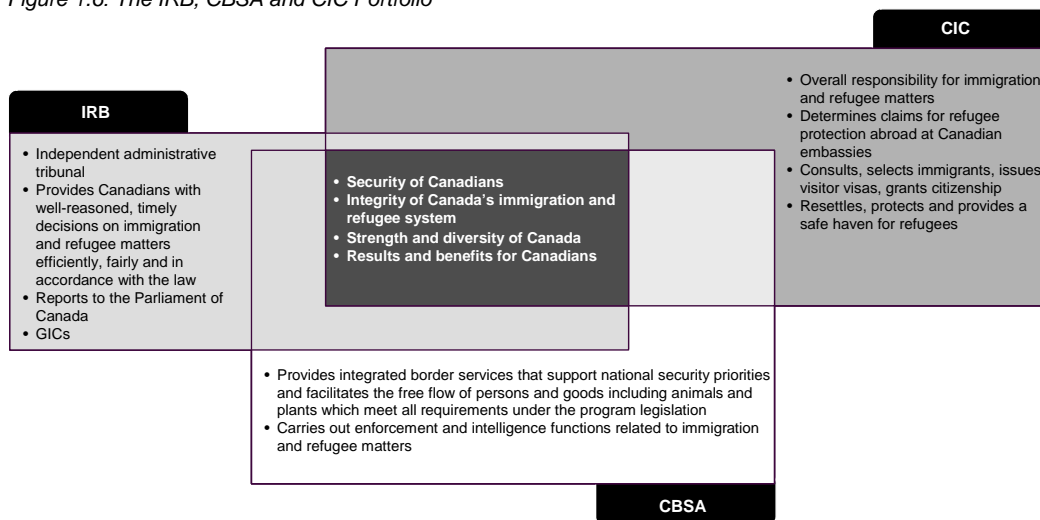 Figure 1.6: The IRB, CBSA and CIC Portfolio
CIC
• Overall responsibility for immigration
and refugee matters
• Determines claims for refugee
protection abroad at Canadian
embassies
• Consults, selects immigrants, issues
visitor visas, grants citizenship
• Resettles, protects and provides a
safe haven for refugees
IRB
• Independent administrative
tribunal
• Provides Canadians with
well-reasoned, timely
decisions on immigration
and refugee matters
efficiently, fairly and in
accordance with the law
• Reports to the Parliament of
Canada
• GICs
• Security of Canadians
• Integrity of Canada’s immigration and
refugee system
• Strength and diversity of Canada
• Results and benefits for Canadians
• Provides integrated border services that support national security priorities
and facilitates the free flow of persons and goods including animals and
plants which meet all requirements under the program legislation
• Carries out enforcement and intelligence functions related to immigration
and refugee matters
CBSA